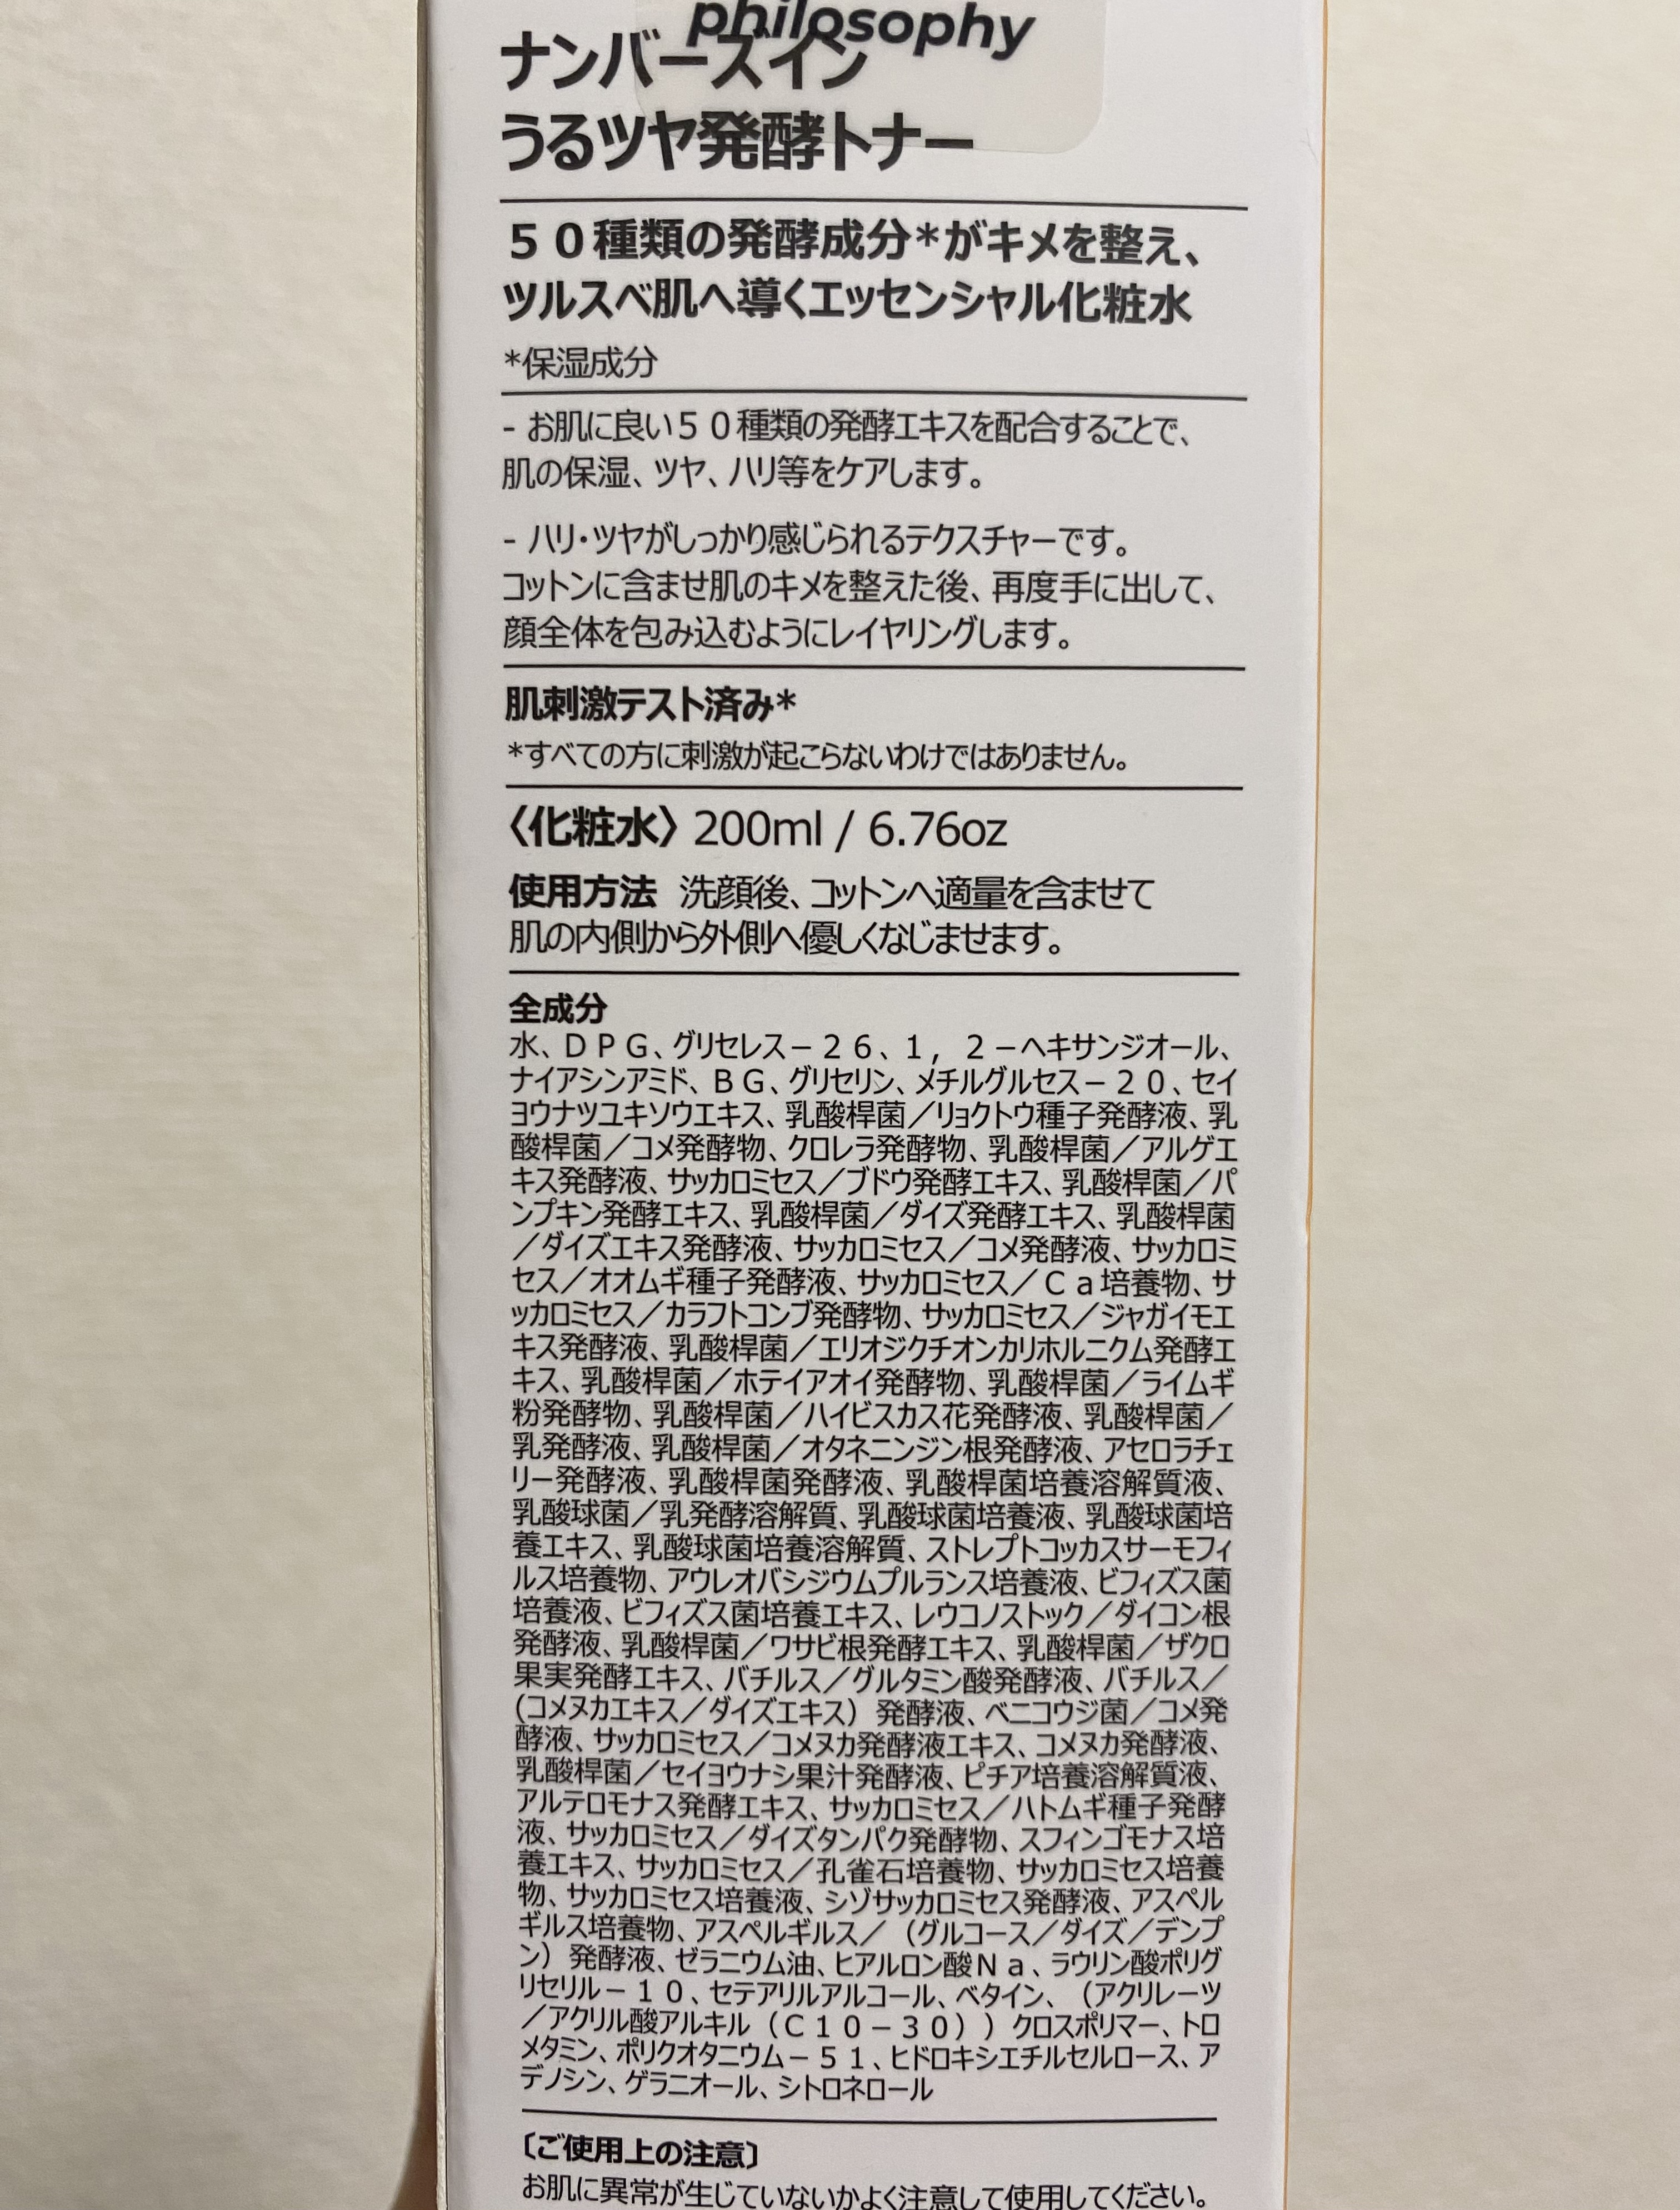 philosophy
ナンバーズイン
うるツヤ発酵トナー
５０種類の発酵成分*がキメを整え、
ツルスベ肌へ導くエッセンシャル化粧水
*保湿成分
- お肌に良い５０種類の発酵エキスを配合することで、
肌の保湿、ツヤ、ハリ等をケアします。
- ハリ・ツヤがしっかり感じられるテクスチャーです。
コットンに含ませ肌のキメを整えた後、再度手に出して、
顔全体を包み込むようにレイヤリングします。
肌刺激テスト済み*
*すべての方に刺激が起こらないわけではありません。
〈化粧水〉 200ml / 6.76oz
使用方法 洗顔後、コットンへ適量を含ませて
肌の内側から外側へ優しくなじませます。
全成分
水、ＤＰＧ、グリセレス－２６、１，２－ヘキサンジオール、
ナイアシンアミド、ＢＧ、グリセリン、メチルグルセス－２０、セイ
ヨウナツユキソウエキス、乳酸桿菌／リョクトウ種子発酵液、乳
酸桿菌／コメ発酵物、クロレラ発酵物、乳酸桿菌／アルゲエ
キス発酵液、サッカロミセス／ブドウ発酵エキス、乳酸桿菌／パ
ンプキン発酵エキス、乳酸桿菌／ダイズ発酵エキス、乳酸桿菌
／ダイズエキス発酵液、サッカロミセス／コメ発酵液、サッカロミ
セス／オオムギ種子発酵液、サッカロミセス／Ｃａ培養物、サ
ッカロミセス／カラフトコンブ発酵物、サッカロミセス／ジャガイモエ
キス発酵液、乳酸桿菌／エリオジクチオンカリホルニクム発酵エ
キス、乳酸桿菌／ホテイアオイ発酵物、乳酸桿菌／ライムギ
粉発酵物、乳酸桿菌／ハイビスカス花発酵液、乳酸桿菌／
乳発酵液、乳酸桿菌／オタネニンジン根発酵液、アセロラチェ
リー発酵液、乳酸桿菌発酵液、乳酸桿菌培養溶解質液、
乳酸球菌／乳発酵溶解質、乳酸球菌培養液、乳酸球菌培
養エキス、乳酸球菌培養溶解質、ストレプトコッカスサーモフィ
ルス培養物、アウレオバシジウムプルランス培養液、ビフィズス菌
培養液、ビフィズス菌培養エキス、レウコノストック／ダイコン根
発酵液、乳酸桿菌／ワサビ根発酵エキス、乳酸桿菌／ザクロ
果実発酵エキス、バチルス／グルタミン酸発酵液、バチルス／
(コメヌカエキス／ダイズエキス）発酵液、ベニコウジ菌／コメ発
酵液、サッカロミセス／コメヌカ発酵液エキス、コメヌカ発酵液、
乳酸桿菌／セイヨウナシ果汁発酵液、ピチア培養溶解質液、
アルテロモナス発酵エキス、サッカロミセス／ハトムギ種子発酵
液、サッカロミセス／ダイズタンパク発酵物、スフィンゴモナス培
養エキス、サッカロミセス／孔雀石培養物、サッカロミセス培養
物、サッカロミセス培養液、シゾサッカロミセス発酵液、アスペル
ギルス培養物、アスペルギルス／（グルコース／ダイズ／デンプ
ン）発酵液、ゼラニウム油、ヒアルロン酸Ｎａ、ラウリン酸ポリグ
リセリル－１０、セテアリルアルコール、ベタイン、（アクリレーツ
／アクリル酸アルキル（Ｃ１０－３０））クロスポリマー、トロ
メタミン、ポリクオタニウム－５１、ヒドロキシエチルセルロース、ア
デノシン、ゲラニオール、シトロネロール
〔ご使用上の注意〕
お肌に異常が生じていないかよく注意して使用してください。